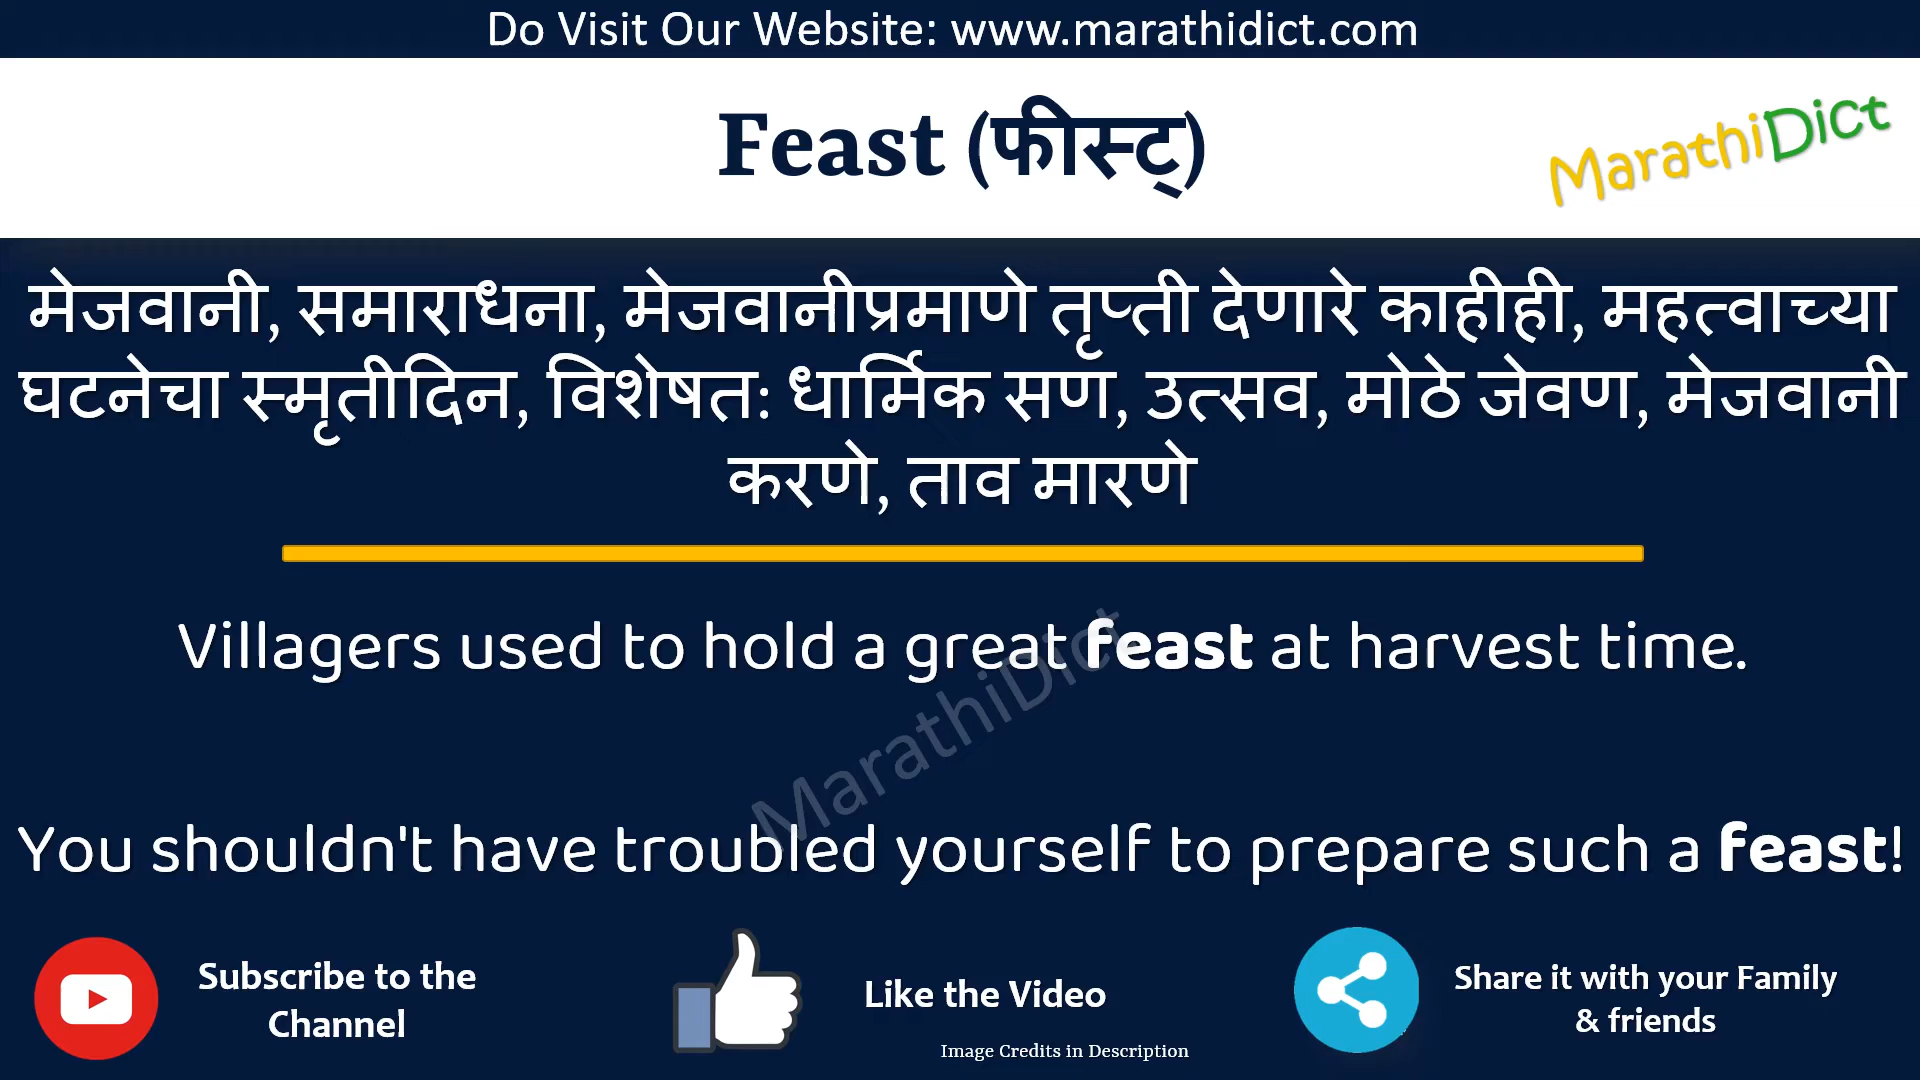 Do Visit Our Website: www.marathidict.com
Feast (फीस्ट्)
MarathiDict
मेजवानी, समाराधना, मेजवानीप्रमाणे तृप्ती देणारे काहीही, महत्वाच्या
घटनेचा स्मृतीदिन, विशेषतः धार्मिक सण, उत्सव, मोठे जेवण, मेजवानी
करणे, ताव मारणे
Villagers used to hold a great feast at harvest time.
MarathiDict
You shouldn't have troubled yourself to prepare such a feast!
Subscribe to the
Channel
Like the Video
Share it with your Family
& friends
Image Credits in Description